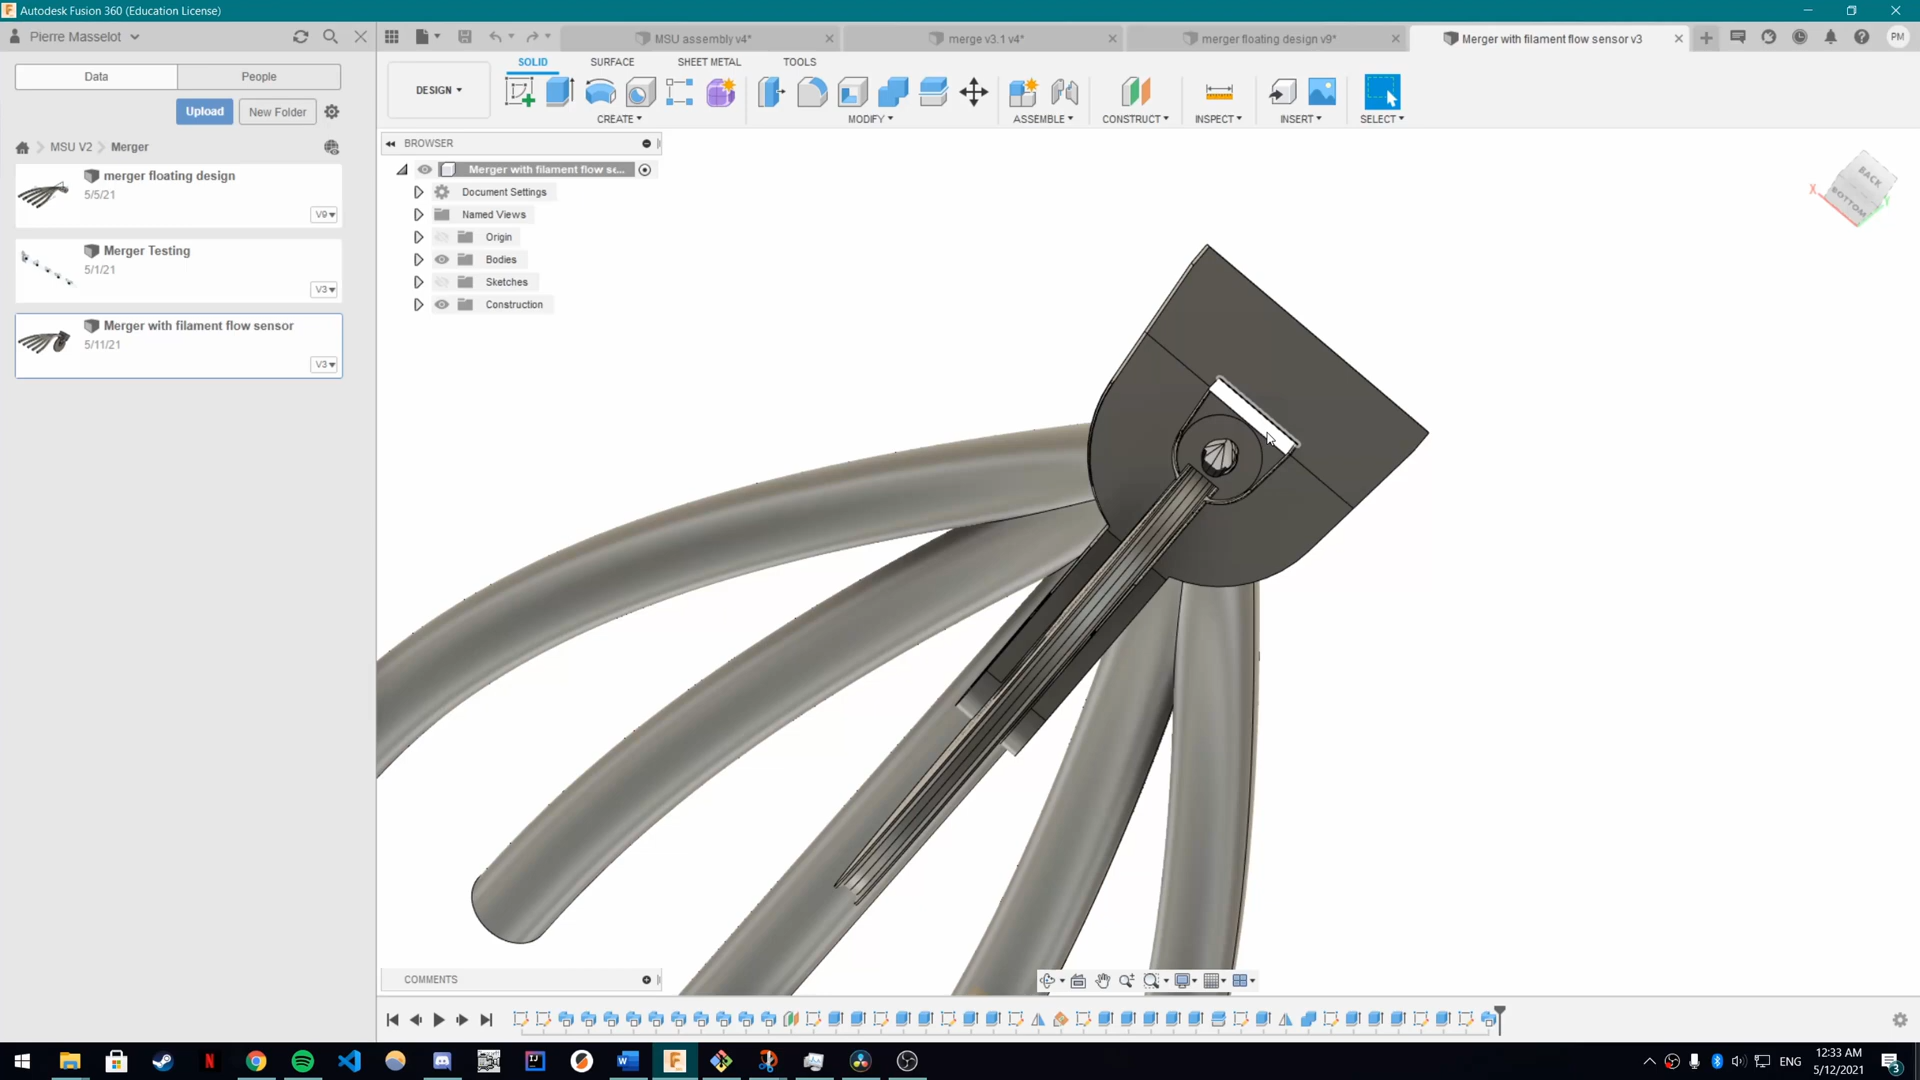 Autodesk Fusion 360 (Education License)
Pierre Masselot
MSU assembly v4*
merge v3.1 v4*
merger floating design v9*
Merger with filament flow sensor v3
PM
Data
People
SOLID
SURFACE
SHEET METAL
TOOLS
DESIGN
Upload
New Folder
CREATE
MODIFY
ASSEMBLE
CONSTRUCT
INSPECT
INSERT
SELECT
MSU V2
Merger
BROWSER
merger floating design
5/5/21
V9
Merger with filament flow se...
Document Settings
Named Views
Origin
Bodies
Sketches
Construction
Merger Testing
5/1/21
V3
Merger with filament flow sensor
5/11/21
V3
BACK
BOTTOM
X
Y
COMMENTS
ENG
12:33 AM
5/12/2021
3